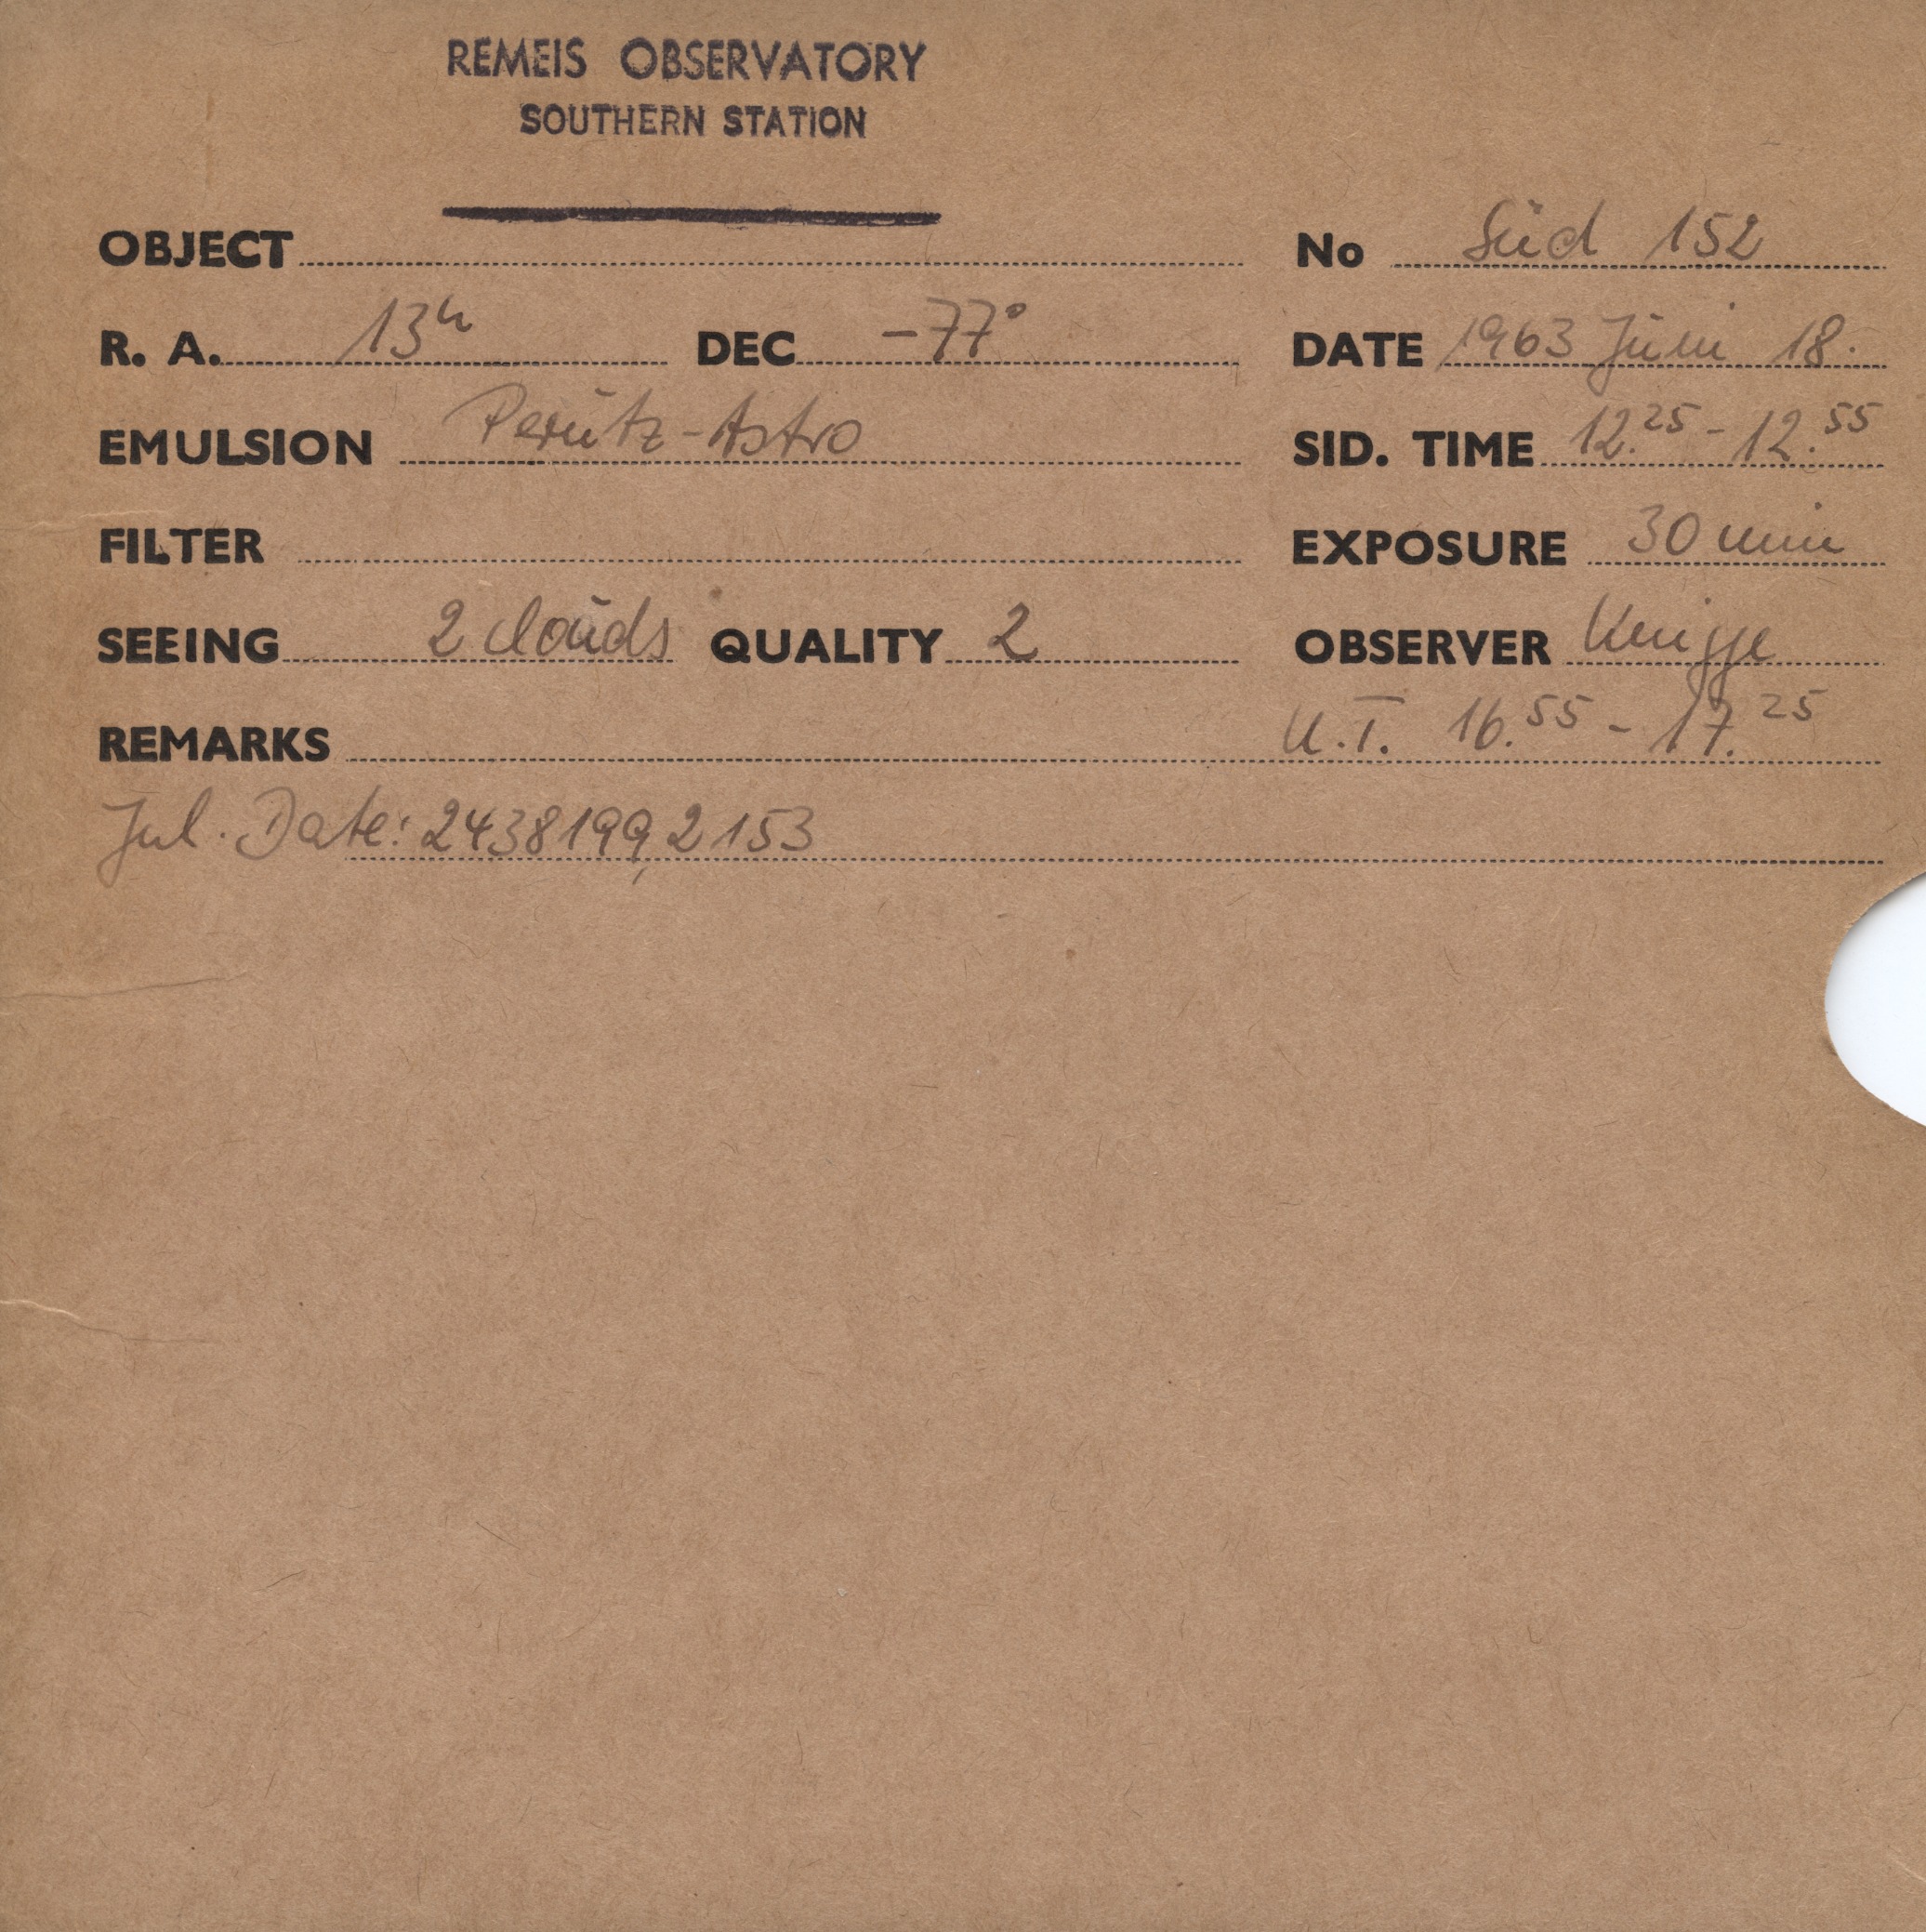 REMEIS OBSERVATORY
SOUTHERN STATION
OBJECT No Süd 152
R. A. 13h DEC -77° DATE 1963 Juni 18.
EMULSION Perutz-Astro SID. TIME 12.25 - 12.55
FILTER EXPOSURE 30 min
SEEING 2 clouds QUALITY 2 OBSERVER Knigge
REMARKS U.T. 16.55 - 17.25
Jul. Date: 2438199,2153